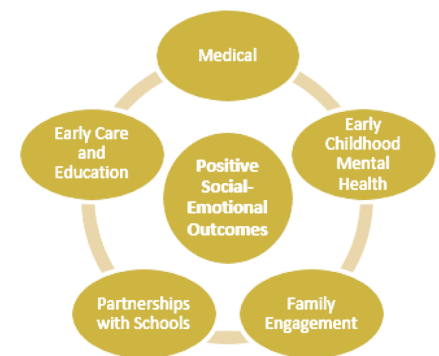 Medical
Early
Childhood
Mental
Health
Family
Engagement
Partnerships
with Schools
Early Care
and
Education
Positive
Social-
Emotional
Outcomes